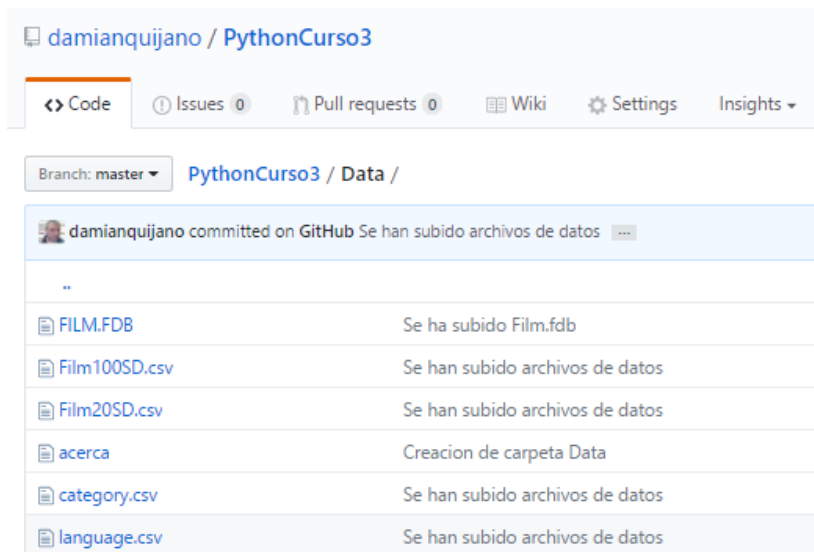 damianquijano / PythonCurso3
<> Code Issues 0 Pull requests 0 Wiki Settings Insights
Branch: master PythonCurso3 / Data /
damianquijano committed on GitHub Se han subido archivos de datos ...
..
FILM.FDB Se ha subido Film.fdb
Film100SD.csv Se han subido archivos de datos
Film20SD.csv Se han subido archivos de datos
acerca Creacion de carpeta Data
category.csv Se han subido archivos de datos
language.csv Se han subido archivos de datos